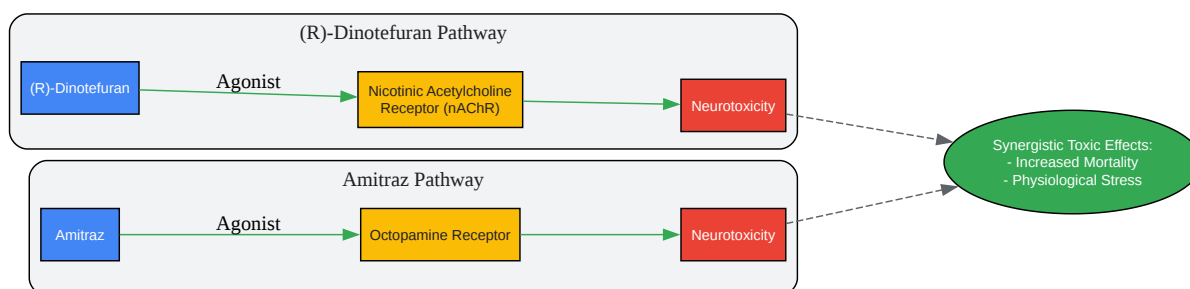 (R)-Dinotefuran Pathway
(R)-Dinotefuran
Agonist
Nicotinic Acetylcholine
Receptor (nAChR)
Neurotoxicity
Amitraz Pathway
Amitraz
Agonist
Octopamine Receptor
Neurotoxicity
Synergistic Toxic Effects:
- Increased Mortality
- Physiological Stress